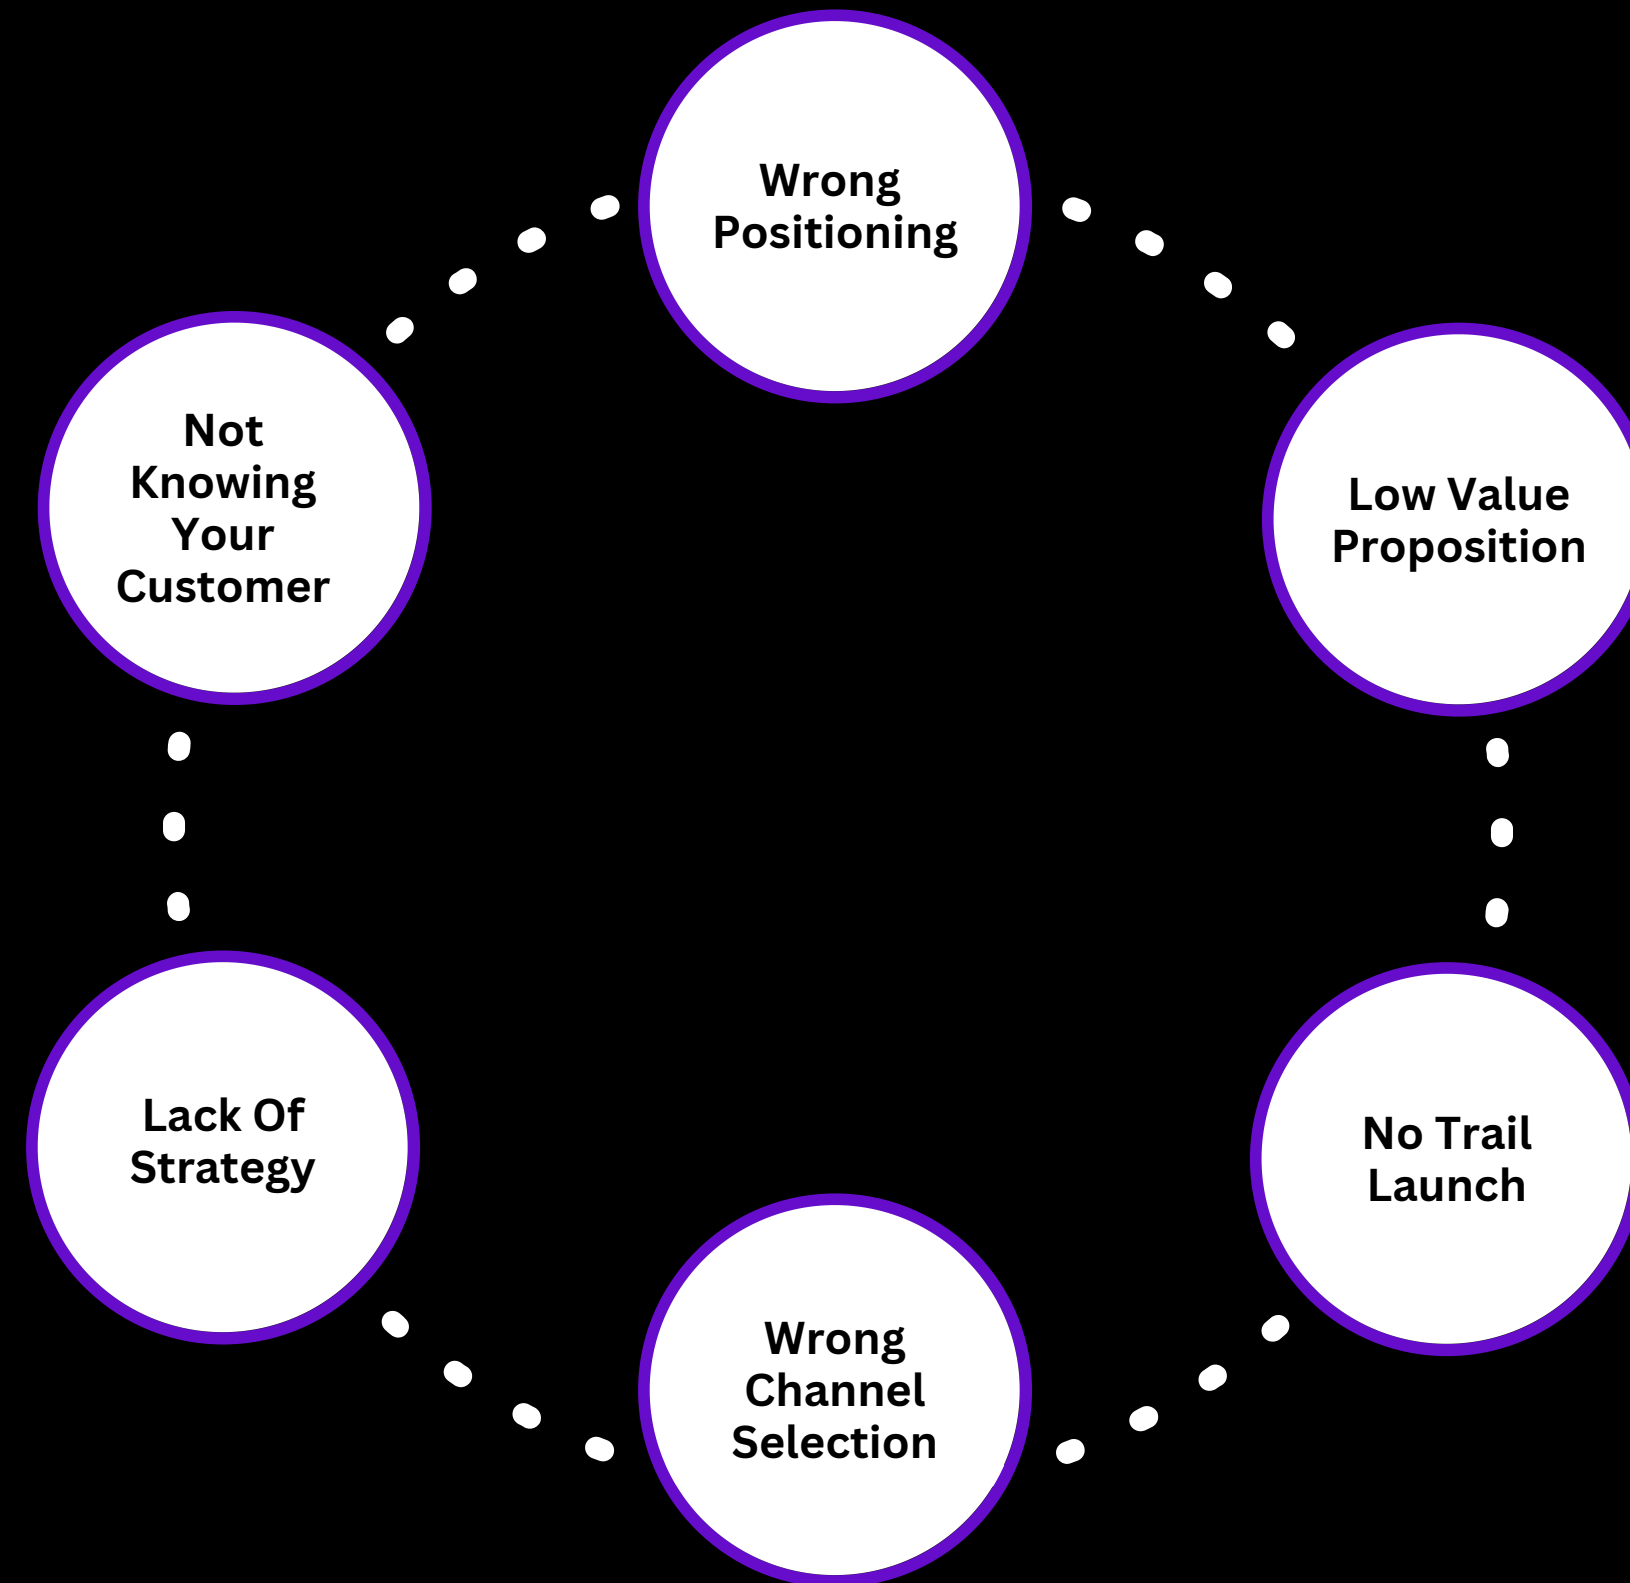 Wrong
Positioning
Not
Knowing
Your
Customer
Low Value
Proposition
Lack Of
Strategy
No Trail
Launch
Wrong
Channel
Selection